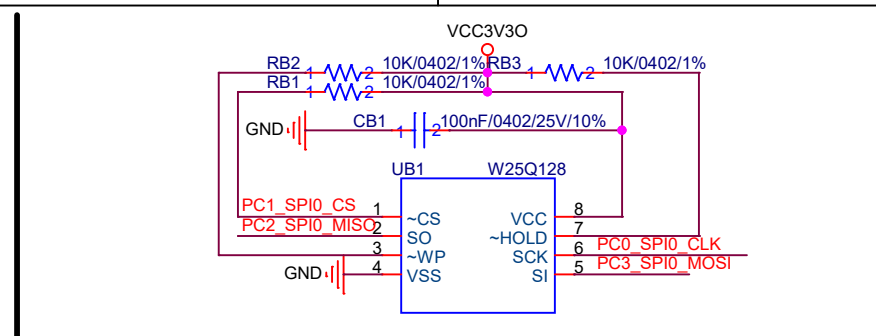 VCC3V3O
RB2 1 2 10K/0402/1% RB3 1 2 10K/0402/1%
RB1 1 2 10K/0402/1%
GND CB1 1 2 100nF/0402/25V/10%
UB1 W25Q128
PC1_SPI0_CS 1 ~CS VCC 8
PC2_SPI0_MISO 2 SO ~HOLD 7
3 ~WP SCK 6 PC0_SPI0_CLK
GND 4 VSS SI 5 PC3_SPI0_MOSI